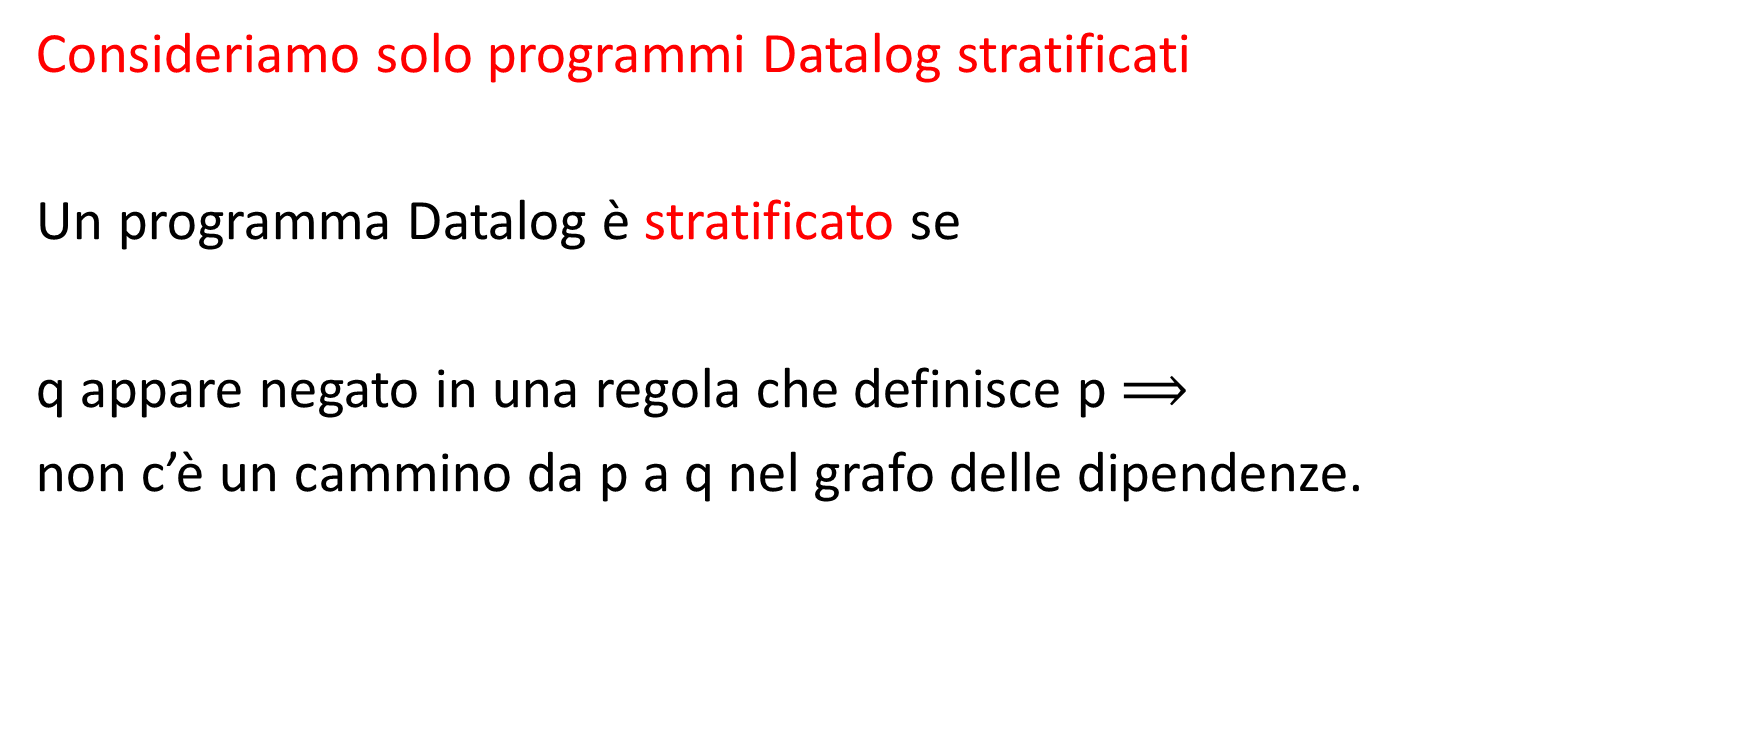 Consideriamo solo programmi Datalog stratificati
Un programma Datalog è stratificato se
q appare negato in una regola che definisce p ⟹
non c’è un cammino da p a q nel grafo delle dipendenze.